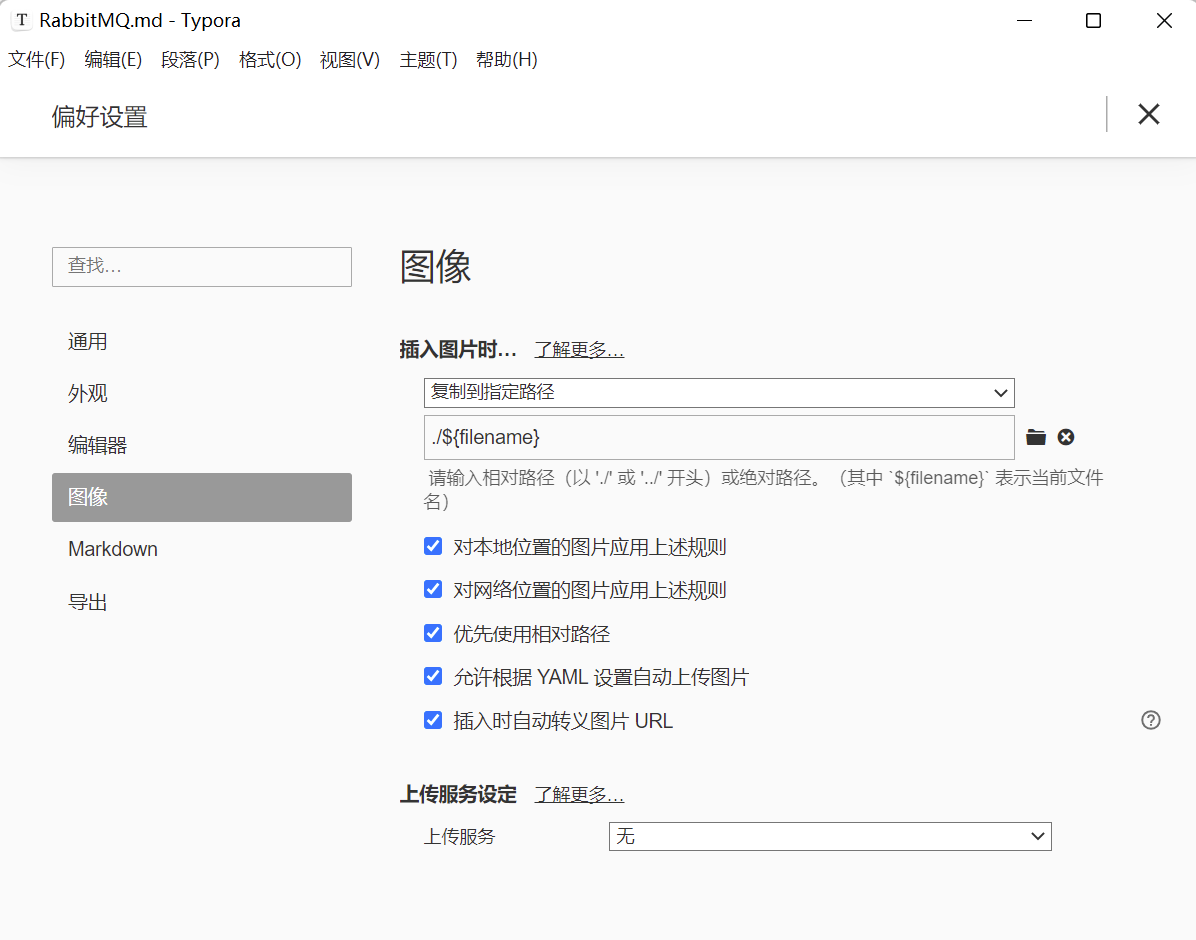 T RabbitMQ.md - Typora
文件(F) 编辑(E) 段落(P) 格式(O) 视图(V) 主题(T) 帮助(H)
偏好设置
查找…
通用
外观
编辑器
图像
Markdown
导出
图像
插入图片时… 了解更多…
复制到指定路径
./${filename}
请输入相对路径（以 './' 或 '../' 开头）或绝对路径。（其中 `${filename}` 表示当前文件
名）
对本地位置的图片应用上述规则
对网络位置的图片应用上述规则
优先使用相对路径
允许根据 YAML 设置自动上传图片
插入时自动转义图片 URL
上传服务设定 了解更多…
上传服务 无